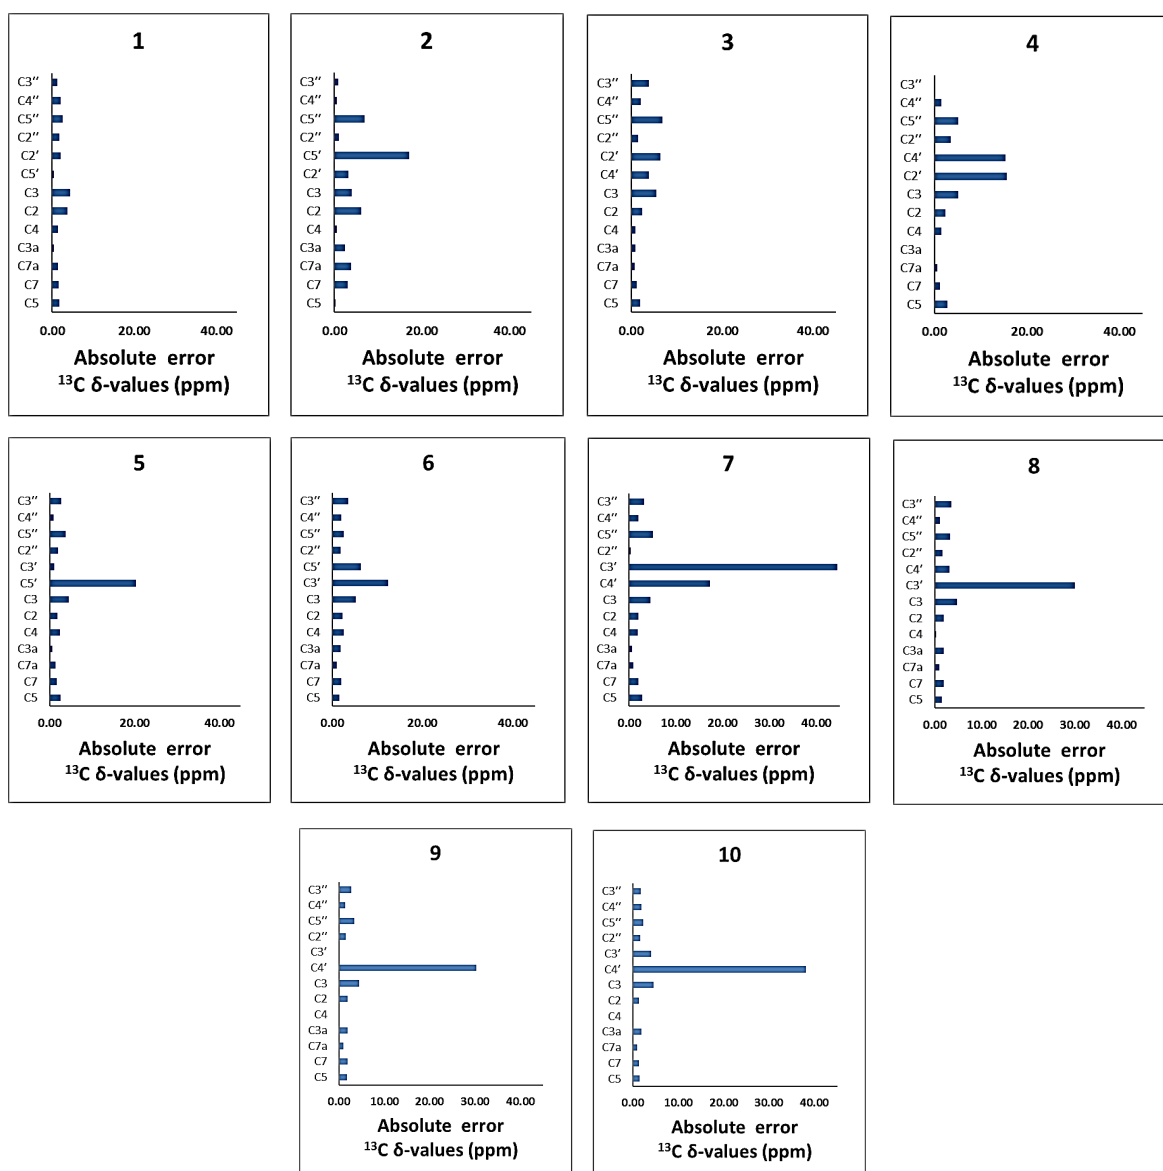 1
C3′′
C4′′
C5′′
C2′′
C2′
C5′
C3
C2
C4
C3a
C7a
C7
C5
0.00 20.00 40.00
Absolute error
¹³C δ-values (ppm)
2
C3′′
C4′′
C5′′
C2′′
C5′
C2′
C3
C2
C4
C3a
C7a
C7
C5
0.00 20.00 40.00
Absolute error
¹³C δ-values (ppm)
3
C3′′
C4′′
C5′′
C2′′
C2′
C4′
C3
C2
C4
C3a
C7a
C7
C5
0.00 20.00 40.00
Absolute error
¹³C δ-values (ppm)
4
C3′′
C4′′
C5′′
C2′′
C4′
C2′
C3
C2
C4
C3a
C7a
C7
C5
0.00 20.00 40.00
Absolute error
¹³C δ-values (ppm)
5
C3′′
C4′′
C5′′
C2′′
C3′
C5′
C3
C2
C4
C3a
C7a
C7
C5
0.00 20.00 40.00
Absolute error
¹³C δ-values (ppm)
6
C3′′
C4′′
C5′′
C2′′
C5′
C3′
C3
C2
C4
C3a
C7a
C7
C5
0.00 20.00 40.00
Absolute error
¹³C δ-values (ppm)
7
C3′′
C4′′
C5′′
C2′′
C3′
C4′
C3
C2
C4
C3a
C7a
C7
C5
0.00 10.00 20.00 30.00 40.00
Absolute error
¹³C δ-values (ppm)
8
C3′′
C4′′
C5′′
C2′′
C4′
C3′
C3
C2
C4
C3a
C7a
C7
C5
0.00 10.00 20.00 30.00 40.00
Absolute error
¹³C δ-values (ppm)
9
C3′′
C4′′
C5′′
C2′′
C3′
C4′
C3
C2
C4
C3a
C7a
C7
C5
0.00 10.00 20.00 30.00 40.00
Absolute error
¹³C δ-values (ppm)
10
C3′′
C4′′
C5′′
C2′′
C3′
C4′
C3
C2
C4
C3a
C7a
C7
C5
0.00 10.00 20.00 30.00 40.00
Absolute error
¹³C δ-values (ppm)